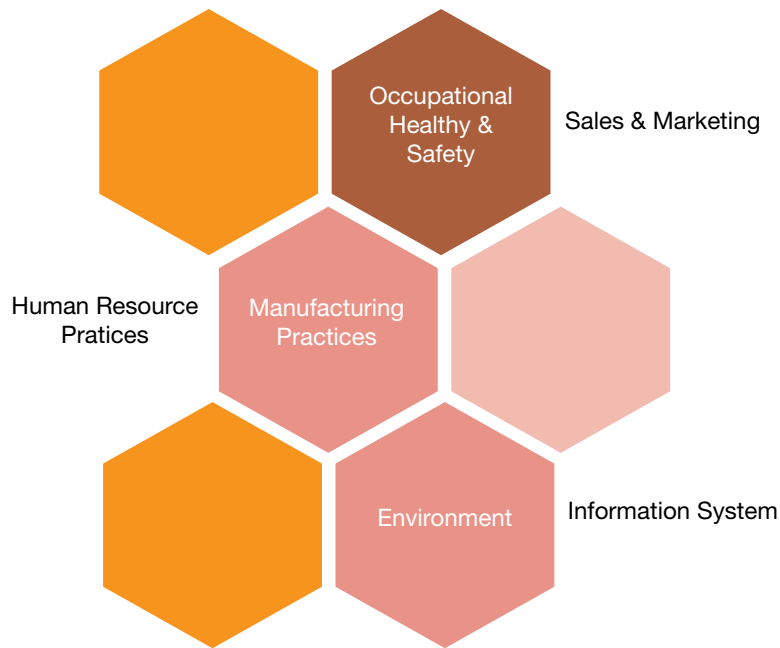 Occupational
Healthy &
Safety
Sales & Marketing
Human Resource
Pratices
Manufacturing
Practices
Environment
Information System